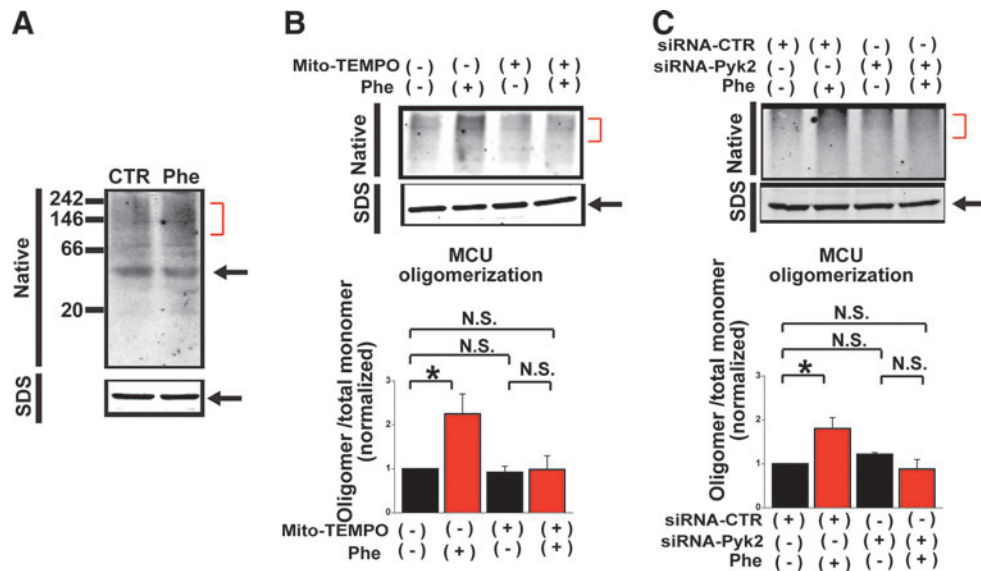 A
CTR Phe
Native
242
146
66
20
SDS
B
Mito-TEMPO (-) (-) (+) (+)
Phe (-) (+) (-) (+)
Native
SDS
MCU
oligomerization
N.S.
N.S.
* N.S.
Oligomer /total monomer
(normalized)
3
2
1
0
Mito-TEMPO (-) (-) (+) (+)
Phe (-) (+) (-) (+)
C
siRNA-CTR (+) (+) (-) (-)
siRNA-Pyk2 (-) (-) (+) (+)
Phe (-) (+) (-) (+)
Native
SDS
MCU
oligomerization
N.S.
N.S.
* N.S.
Oligomer /total monomer
(normalized)
3
2
1
0
siRNA-CTR (+) (+) (-) (-)
siRNA-Pyk2 (-) (-) (+) (+)
Phe (-) (+) (-) (+)